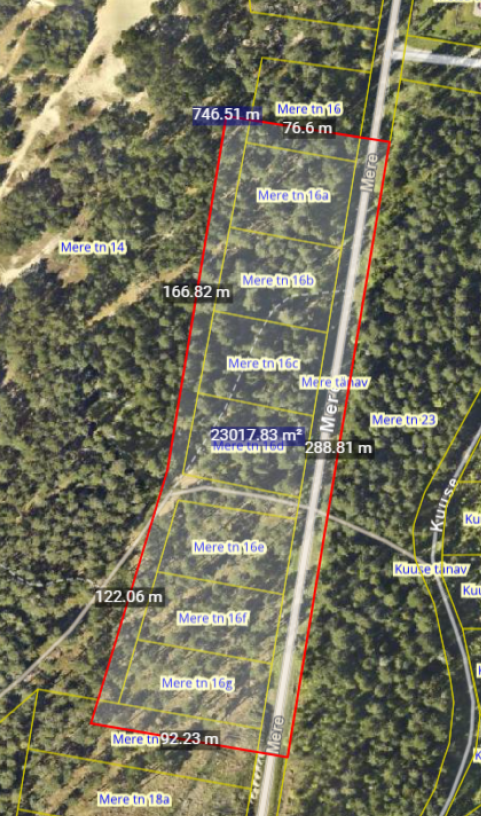 Mere tn 16
746.51 m
76.6 m
Mere
Mere tn 16a
Mere tn 14
Mere tn 16b
166.82 m
Mere tn 16c
Mere tänav
Mere tn 23
23017.83 m²
Mere tn 16d
288.81 m
Kuuse
Mere tn 16e
Kuuse tänav
122.06 m
Mere tn 16f
Mere tn 16g
Mere
Mere tn
92.23 m
Mere tn 18a